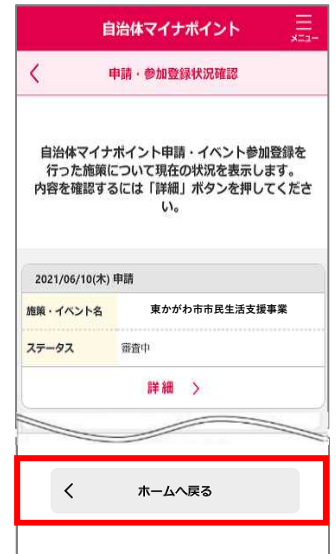 自治体マイナポイント
メニュー
申請・参加登録状況確認
自治体マイナポイント申請・イベント参加登録を
行った施策について現在の状況を表示します。
内容を確認するには「詳細」ボタンを押してくださ
い。
2021/06/10(木) 申請
施策・イベント名 東かがわ市市民生活支援事業
ステータス 審査中
詳細
ホームへ戻る